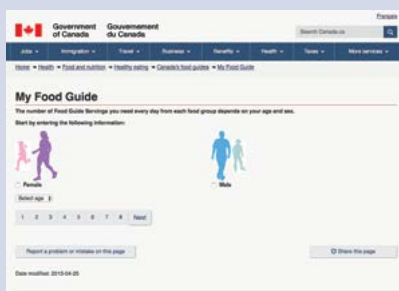 Français
Government of Canada Gouvernement du Canada
Search Canada.ca
Jobs Immigration Travel Business Benefits Health Taxes More services
Home Health Food and nutrition Healthy eating Canada's food guides My Food Guide
My Food Guide
The number of Food Guide Servings you need every day from each food group depends on your age and sex.
Start by entering the following information:
Female Male
Select age
1 2 3 4 5 6 7 8 Next
Report a problem or mistake on this page Share this page
Date modified: 2015-04-25